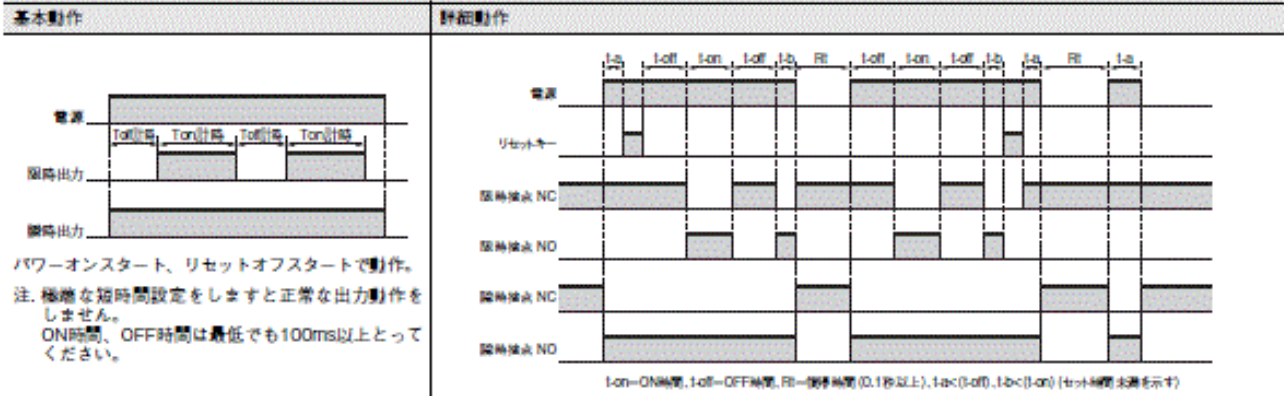 基本動作
詳細動作
電源
Toff計時 Ton計時 Toff計時 Ton計時
限時出力
瞬時出力
パワーオンスタート、リセットオフスタートで動作。
注. 極端な短時間設定をしますと正常な出力動作を
しません。
ON時間、OFF時間は最低でも100ms以上とって
ください。
t-a t-off t-on t-off t-b Rt t-off t-on t-off t-b t-a Rt t-a
電源
リセットキー
限時接点 NC
限時接点 NO
瞬時接点 NC
瞬時接点 NO
t-on=ON時間, t-off=OFF時間, Rt=復帰時間(0.1秒以上), t-a<(t-off), t-b<(t-on) (セット時間未満を示す)